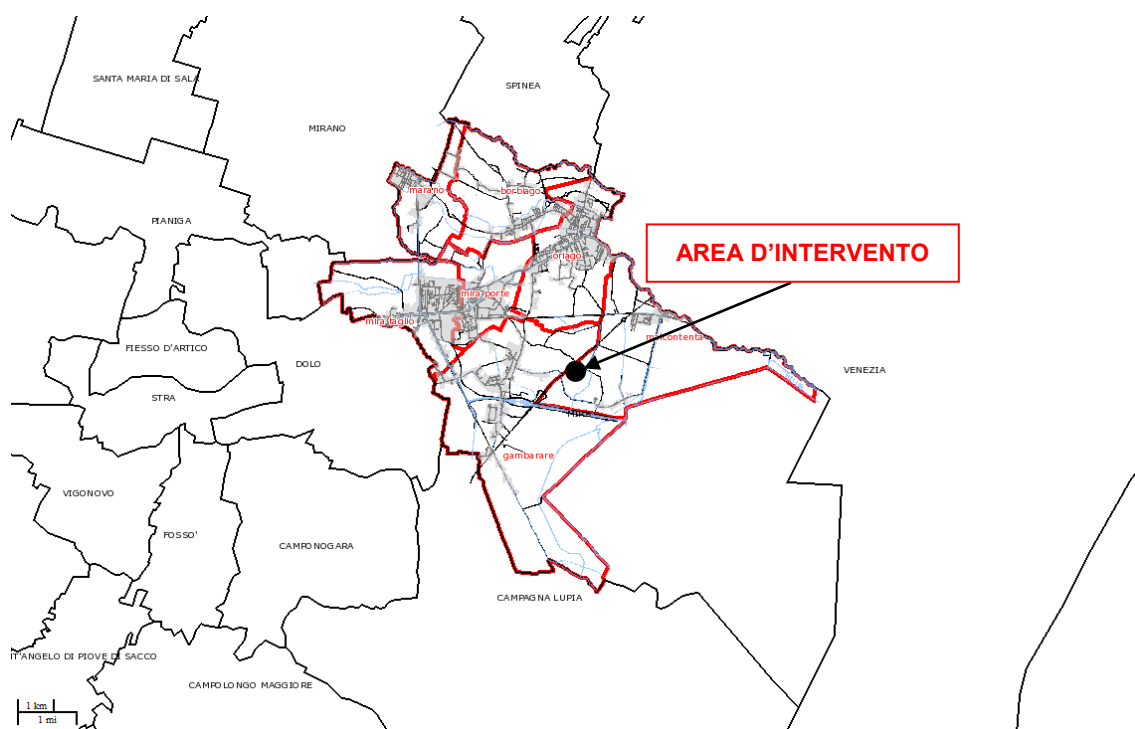 SANTA MARIA DI SALA
SPINEA
MIRANO
marano
borbiago
PIANIGA
AREA D'INTERVENTO
oriago
mira porte
mira taglio
malcontenta
FIESSO D'ARTICO
DOLO
VENEZIA
STRA
MIRA
gambarare
VIGONOVO
FOSSO'
CAMPONOGARA
CAMPAGNA LUPIA
NT'ANGELO DI PIOVE DI SACCO
CAMPOLONGO MAGGIORE
1 km
1 mi